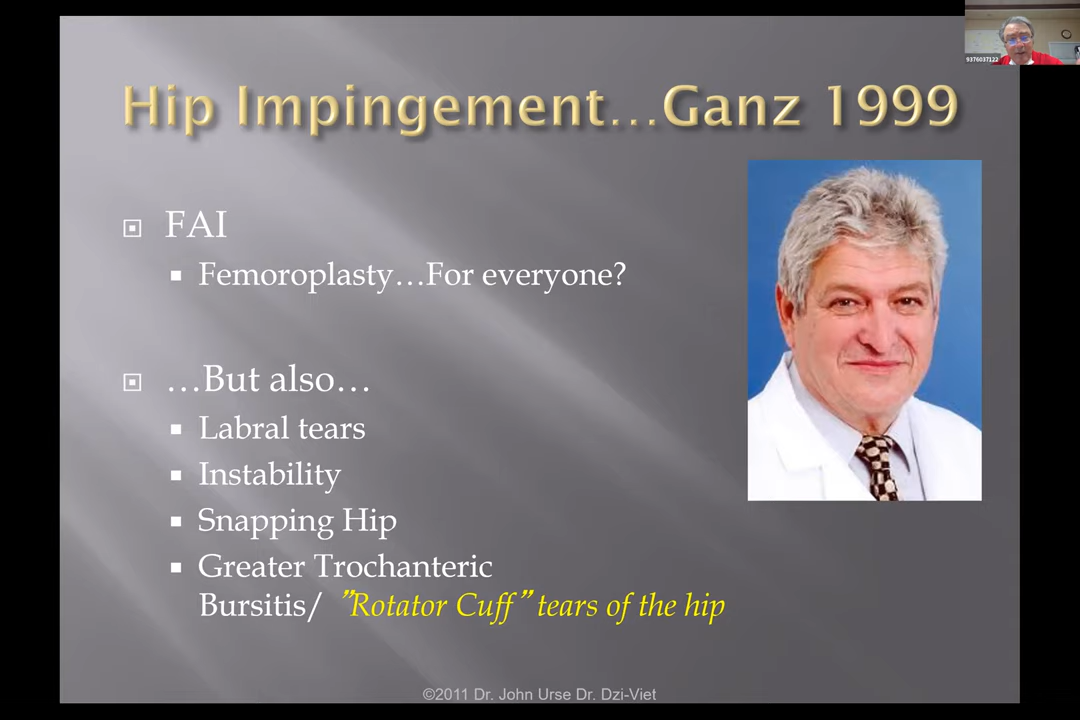 Hip Impingement…Ganz 1999
9376037122
FAI
Femoroplasty…For everyone?
…But also…
Labral tears
Instability
Snapping Hip
Greater Trochanteric
Bursitis/ ”Rotator Cuff” tears of the hip
©2011 Dr. John Urse Dr. Dzi-Viet